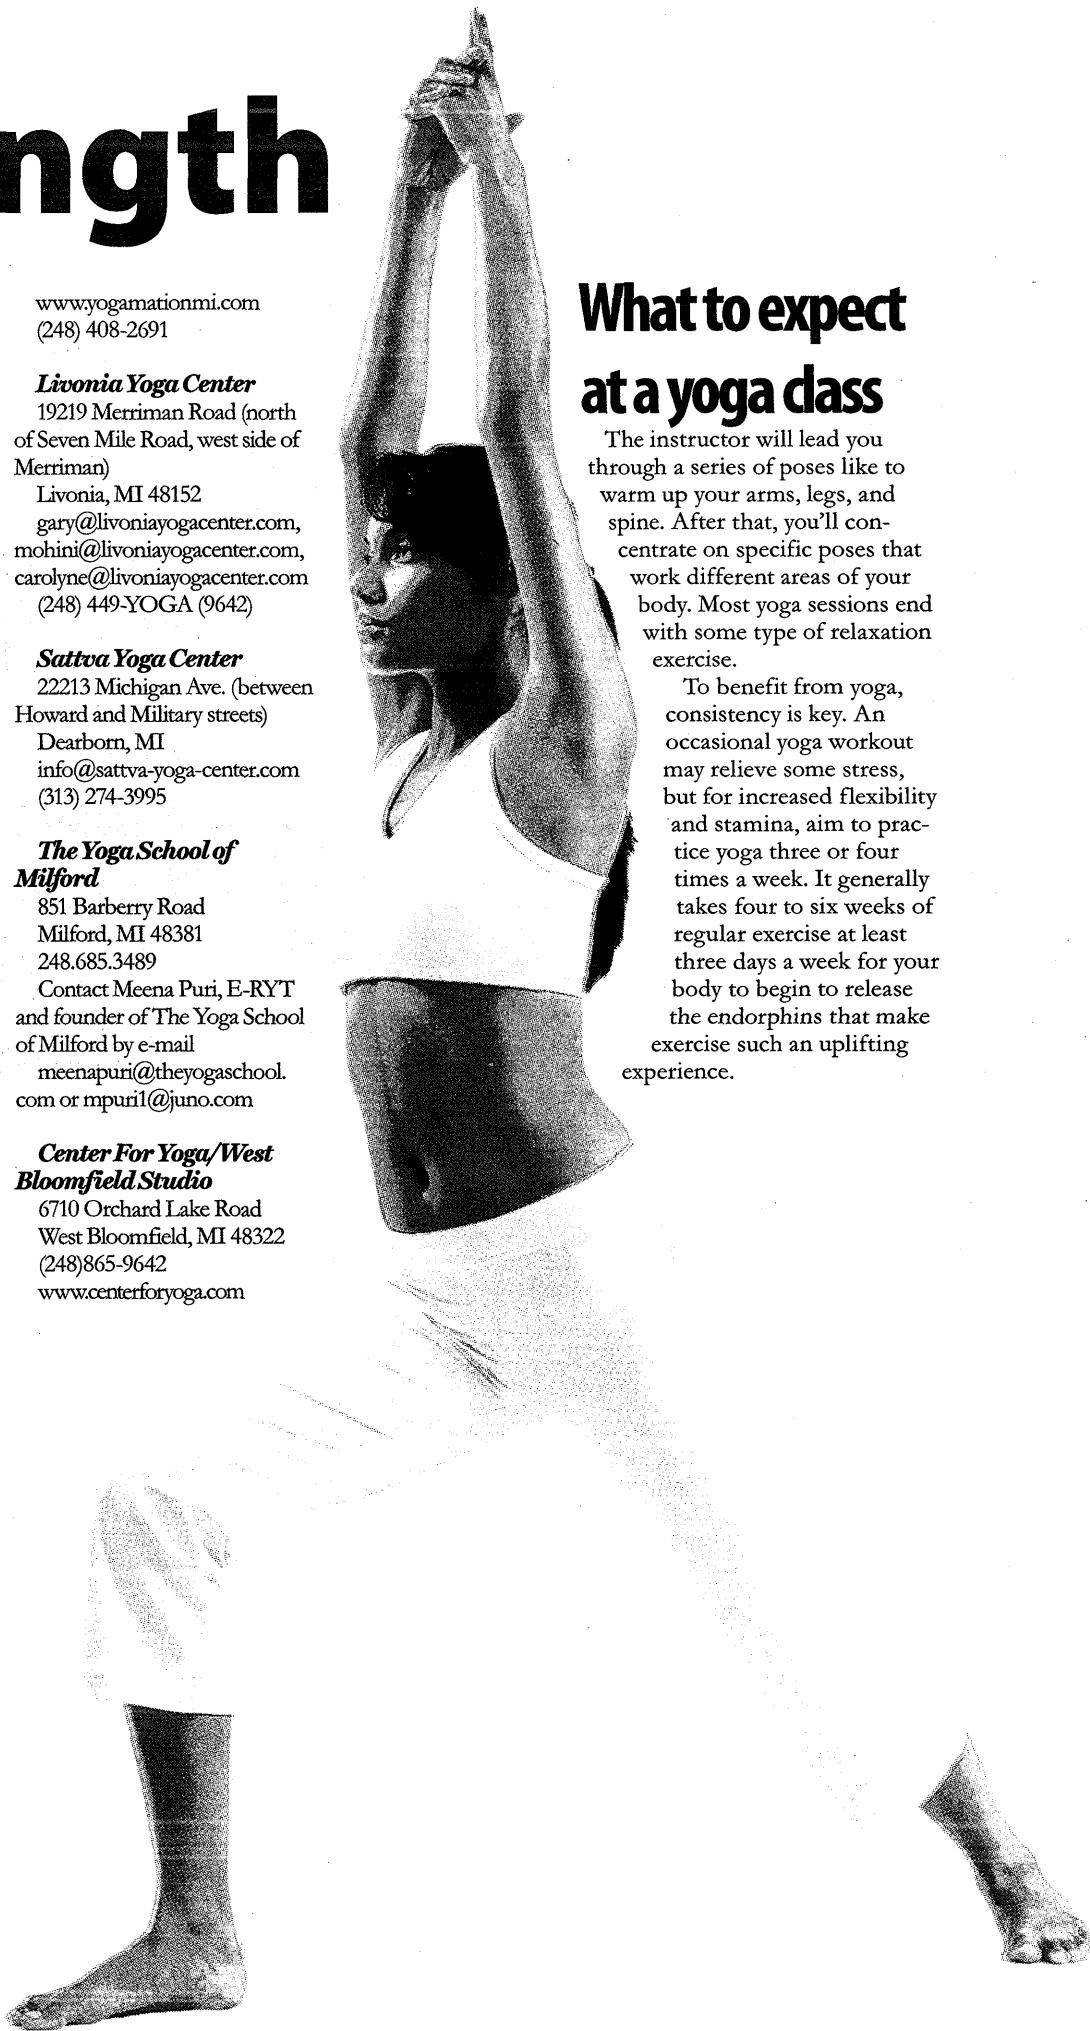 ngth
www.yogamationmi.com
(248) 408-2691
Livonia Yoga Center
19219 Merriman Road (north
of Seven Mile Road, west side of
Merriman)
Livonia, MI 48152
gary@livoniayogacenter.com,
mohini@livoniayogacenter.com,
carolyne@livoniayogacenter.com
(248) 449-YOGA (9642)
Sattva Yoga Center
22213 Michigan Ave. (between
Howard and Military streets)
Dearborn, MI
info@sattva-yoga-center.com
(313) 274-3995
The Yoga School of
Milford
851 Barberry Road
Milford, MI 48381
248.685.3489
Contact Meena Puri, E-RYT
and founder of The Yoga School
of Milford by e-mail
meenapuri@theyogaschool.
com or mpuri1@juno.com
Center For Yoga/West
Bloomfield Studio
6710 Orchard Lake Road
West Bloomfield, MI 48322
(248)865-9642
www.centerforyoga.com
What to expect
at a yoga class
The instructor will lead you
through a series of poses like to
warm up your arms, legs, and
spine. After that, you'll con-
centrate on specific poses that
work different areas of your
body. Most yoga sessions end
with some type of relaxation
exercise.
To benefit from yoga,
consistency is key. An
occasional yoga workout
may relieve some stress,
but for increased flexibility
and stamina, aim to prac-
tice yoga three or four
times a week. It generally
takes four to six weeks of
regular exercise at least
three days a week for your
body to begin to release
the endorphins that make
exercise such an uplifting
experience.